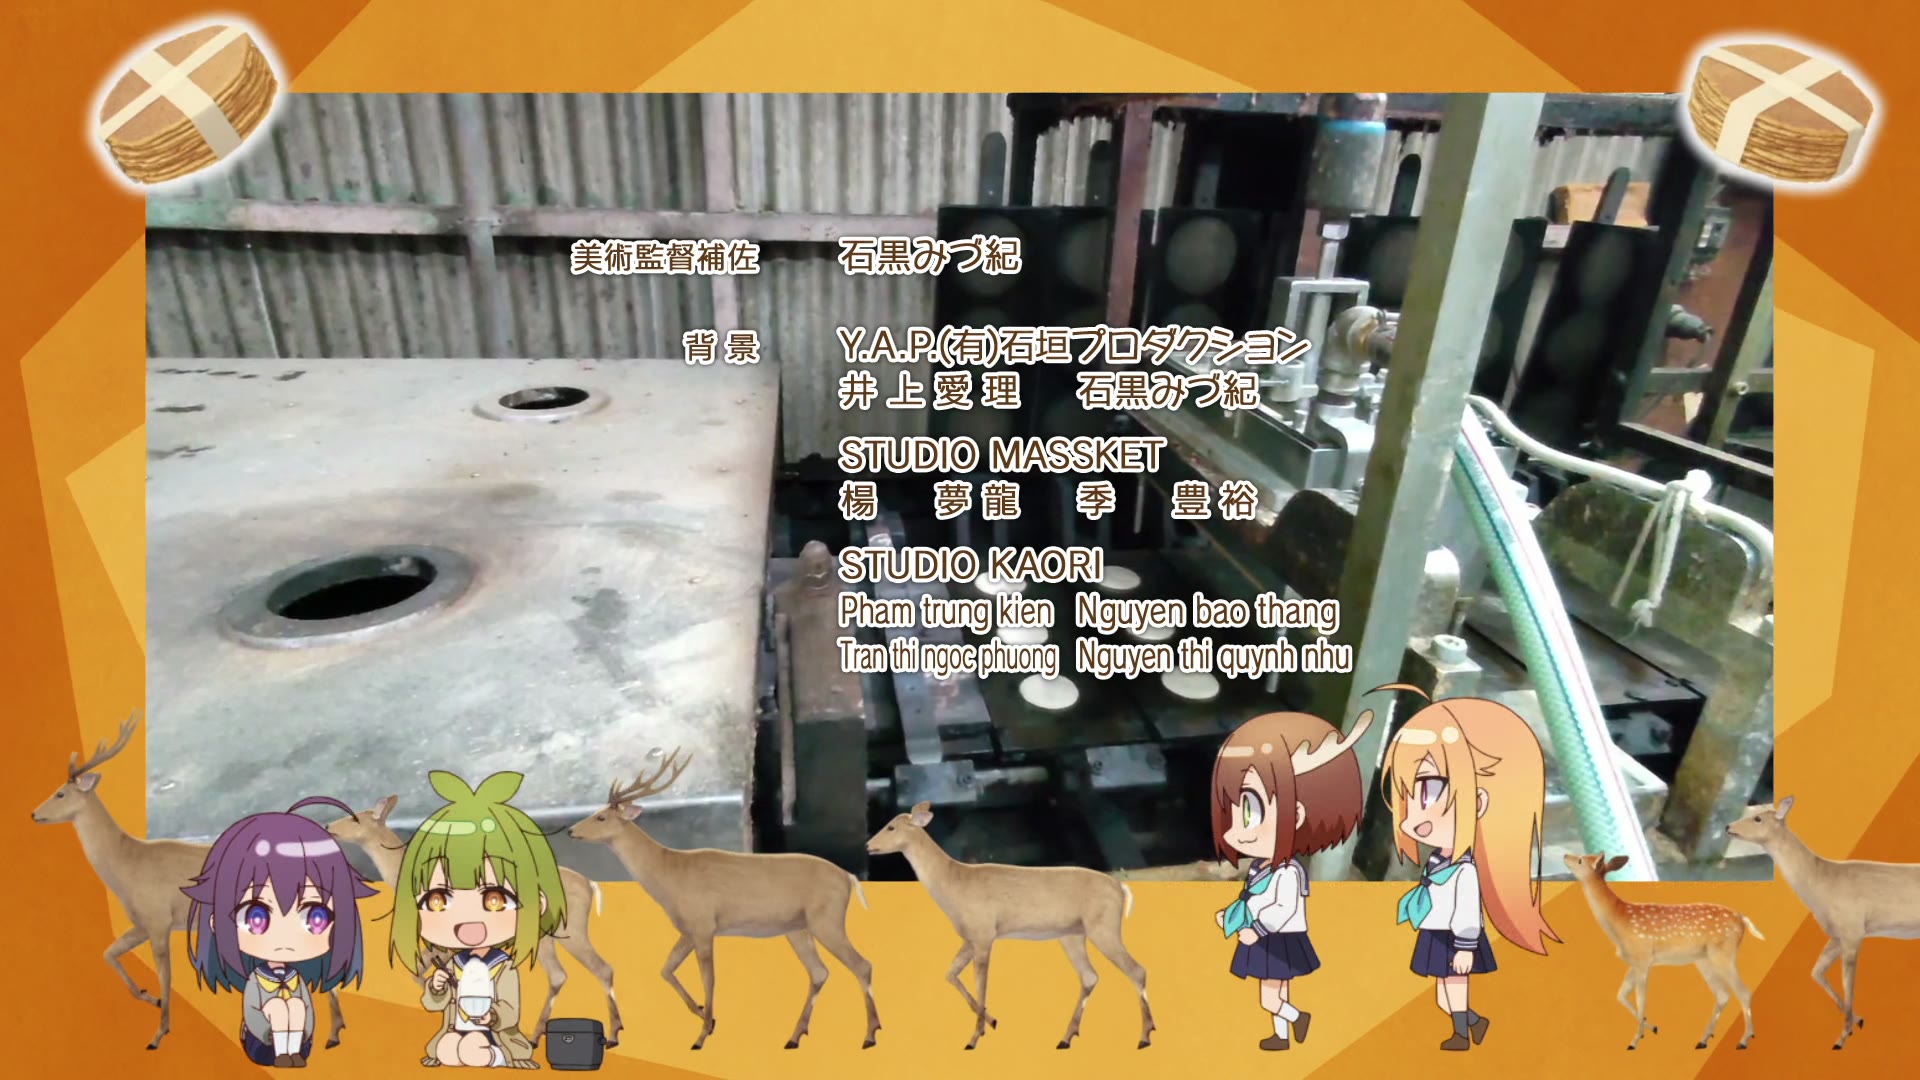 美術監督補佐 石黒みづ紀
背景 Y.A.P.(有)石垣プロダクション
井上愛理 石黒みづ紀
STUDIO MASSKET
楊 夢龍 季 豊裕
STUDIO KAORI
Pham trung kien Nguyen bao thang
Tran thi ngoc phuong Nguyen thi quynh nhu